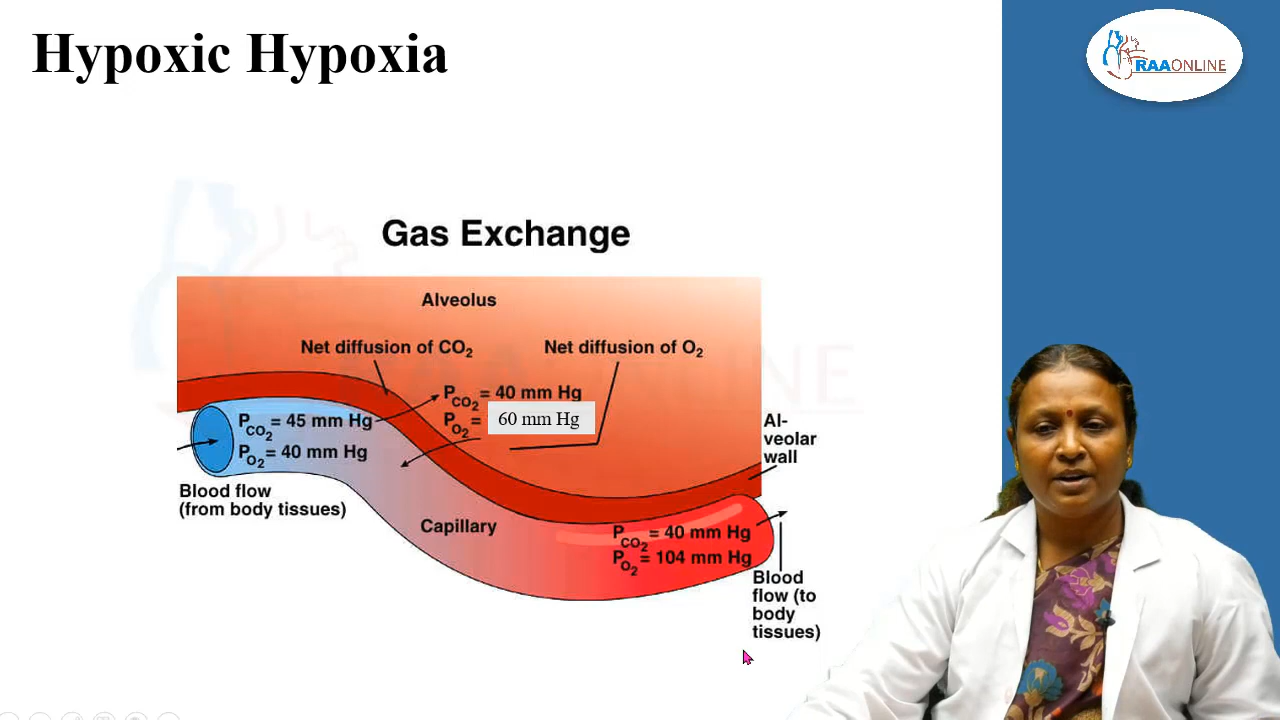 Hypoxic Hypoxia
RAAONLINE
Gas Exchange
Alveolus
Net diffusion of CO2
Net diffusion of O2
PCO2 = 40 mm Hg
PO2 = 60 mm Hg
PCO2 = 45 mm Hg
PO2 = 40 mm Hg
Al-
veolar
wall
Blood flow
(from body tissues)
Capillary
PCO2 = 40 mm Hg
PO2 = 104 mm Hg
Blood
flow (to
body
tissues)